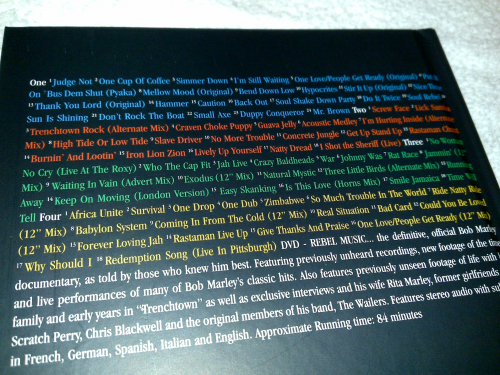 One ¹Judge Not ²One Cup Of Coffee ³Simmer Down ⁴I'm Still Waiting ⁵One Love/People Get Ready (Original)
On ⁷Bus Dem Shut (Pyaka) ⁸Mellow Mood (Original) ⁹Bend Down Low ¹⁰Hypocrites ¹¹Stir It Up (Original) ¹²Nice Time
¹³Thank You Lord (Original) ¹⁴Hammer ¹⁵Caution ¹⁶Back Out ¹⁷Soul Shake Down Party ¹⁸Do It Twice ¹⁹Soul Rebel
Sun Is Shining ²¹Don't Rock The Boat ²²Small Axe ²³Duppy Conqueror ²⁴Mr. Brown Two ¹Screw Face ²Lick Samba
³Trenchtown Rock (Alternate Mix) ⁴Craven Choke Puppy ⁵Guava Jelly ⁶Acoustic Medley ⁷I'm Hurting Inside (Alternate
Mix) ⁸High Tide Or Low Tide ⁹Slave Driver ¹⁰No More Trouble ¹¹Concrete Jungle ¹²Get Up Stand Up ¹³Rastaman Chant
¹⁴Burnin' And Lootin' ¹⁵Iron Lion Zion ¹⁶Lively Up Yourself ¹⁷Natty Dread ¹⁸I Shot the Sheriff (Live) Three ¹No Woman
No Cry (Live At The Roxy) ²Who The Cap Fit ³Jah Live ⁴Crazy Baldheads ⁵War ⁶Johnny Was ⁷Rat Race ⁸Jammin' (12"
Mix) ⁹Waiting In Vain (Advert Mix) ¹⁰Exodus (12" Mix) ¹¹Natural Mystic ¹²Three Little Birds (Alternate Mix) ¹³Running
Away ¹⁴Keep On Moving (London Version) ¹⁵Easy Skanking ¹⁶Is This Love (Horns Mix) ¹⁷Smile Jamaica ¹⁸Time Will
Tell Four ¹Africa Unite ²Survival ³One Drop ⁴One Dub ⁵Zimbabwe ⁶So Much Trouble In The World ⁷Ride Natty Ride
(12" Mix) ⁸Babylon System ⁹Coming In From The Cold (12" Mix) ¹⁰Real Situation ¹¹Bad Card ¹²Could You Be Loved
(12" Mix) ¹³Forever Loving Jah ¹⁴Rastaman Live Up ¹⁵Give Thanks And Praise ¹⁶One Love/People Get Ready (12" Mix)
¹⁷Why Should I ¹⁸Redemption Song (Live In Pittsburgh) DVD - REBEL MUSIC... the definitive, official Bob Marley
documentary, as told by those who knew him best. Featuring previously unheard recordings, new footage of the time
and live performances of many of Bob Marley's classic hits. Also features previously unseen footage of life with
family and early years in "Trenchtown" as well as exclusive interviews and his wife Rita Marley, former girlfriends
Scratch Perry, Chris Blackwell and the original members of his band, The Wailers. Features stereo audio with
in French, German, Spanish, Italian and English. Approximate Running time: 84 minutes